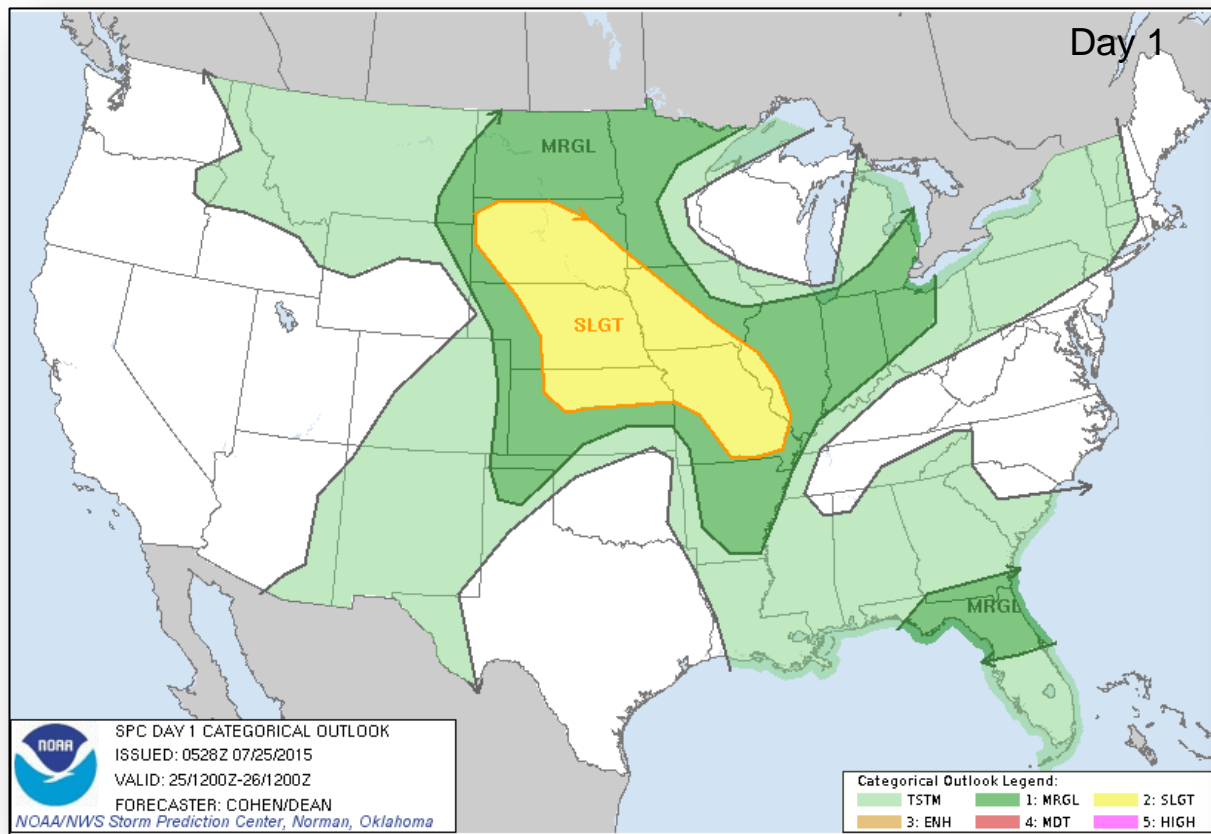 Day 1
MRGL
SLGT
MRGL
NOAA
SPC DAY 1 CATEGORICAL OUTLOOK
ISSUED: 0528Z 07/25/2015
VALID: 25/1200Z-26/1200Z
FORECASTER: COHEN/DEAN
NOAA/NWS Storm Prediction Center, Norman, Oklahoma
Categorical Outlook Legend:
TSTM 1: MRGL 2: SLGT
3: ENH 4: MDT 5: HIGH